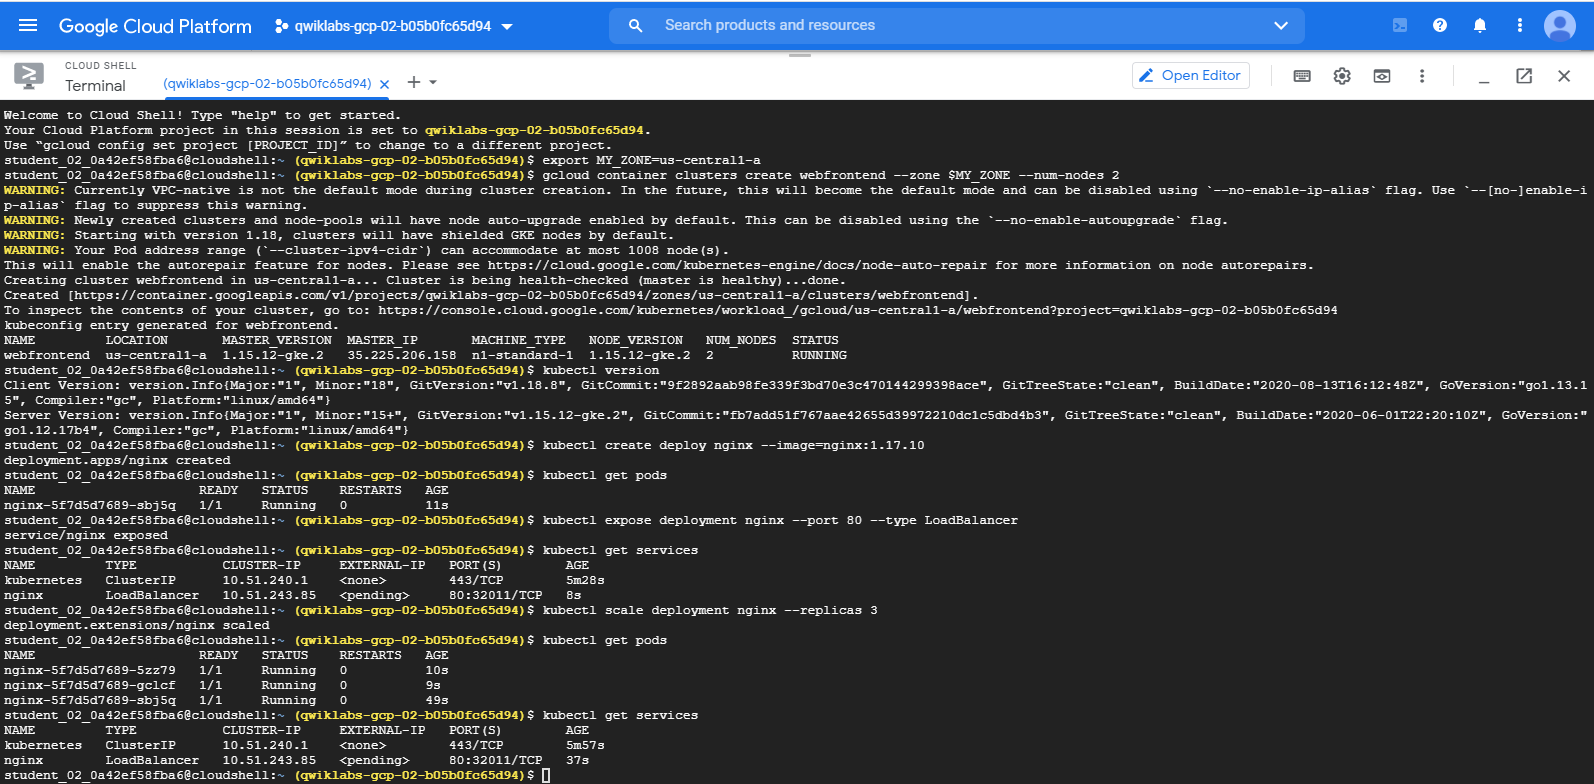 Google Cloud Platform
qwiklabs-gcp-02-b05b0fc65d94
Search products and resources
CLOUD SHELL
Terminal
(qwiklabs-gcp-02-b05b0fc65d94)
Open Editor
Welcome to Cloud Shell! Type "help" to get started.
Your Cloud Platform project in this session is set to qwiklabs-gcp-02-b05b0fc65d94.
Use “gcloud config set project [PROJECT_ID]” to change to a different project.
student_02_0a42ef58fba6@cloudshell:~ (qwiklabs-gcp-02-b05b0fc65d94)$ export MY_ZONE=us-central1-a
student_02_0a42ef58fba6@cloudshell:~ (qwiklabs-gcp-02-b05b0fc65d94)$ gcloud container clusters create webfrontend --zone $MY_ZONE --num-nodes 2
WARNING: Currently VPC-native is not the default mode during cluster creation. In the future, this will become the default mode and can be disabled using `--no-enable-ip-alias` flag. Use `--[no-]enable-i
p-alias` flag to suppress this warning.
WARNING: Newly created clusters and node-pools will have node auto-upgrade enabled by default. This can be disabled using the `--no-enable-autoupgrade` flag.
WARNING: Starting with version 1.18, clusters will have shielded GKE nodes by default.
WARNING: Your Pod address range (`--cluster-ipv4-cidr`) can accommodate at most 1008 node(s).
This will enable the autorepair feature for nodes. Please see https://cloud.google.com/kubernetes-engine/docs/node-auto-repair for more information on node autorepairs.
Creating cluster webfrontend in us-central1-a... Cluster is being health-checked (master is healthy)...done.
Created [https://container.googleapis.com/v1/projects/qwiklabs-gcp-02-b05b0fc65d94/zones/us-central1-a/clusters/webfrontend].
To inspect the contents of your cluster, go to: https://console.cloud.google.com/kubernetes/workload_/gcloud/us-central1-a/webfrontend?project=qwiklabs-gcp-02-b05b0fc65d94
kubeconfig entry generated for webfrontend.
NAME LOCATION MASTER_VERSION MASTER_IP MACHINE_TYPE NODE_VERSION NUM_NODES STATUS
webfrontend us-central1-a 1.15.12-gke.2 35.225.206.158 n1-standard-1 1.15.12-gke.2 2 RUNNING
student_02_0a42ef58fba6@cloudshell:~ (qwiklabs-gcp-02-b05b0fc65d94)$ kubectl version
Client Version: version.Info{Major:"1", Minor:"18", GitVersion:"v1.18.8", GitCommit:"9f2892aab98fe339f3bd70e3c470144299398ace", GitTreeState:"clean", BuildDate:"2020-08-13T16:12:48Z", GoVersion:"go1.13.1
5", Compiler:"gc", Platform:"linux/amd64"}
Server Version: version.Info{Major:"1", Minor:"15+", GitVersion:"v1.15.12-gke.2", GitCommit:"fb7add51f767aae42655d39972210dc1c5dbd4b3", GitTreeState:"clean", BuildDate:"2020-06-01T22:20:10Z", GoVersion:"
go1.12.17b4", Compiler:"gc", Platform:"linux/amd64"}
student_02_0a42ef58fba6@cloudshell:~ (qwiklabs-gcp-02-b05b0fc65d94)$ kubectl create deploy nginx --image=nginx:1.17.10
deployment.apps/nginx created
student_02_0a42ef58fba6@cloudshell:~ (qwiklabs-gcp-02-b05b0fc65d94)$ kubectl get pods
NAME READY STATUS RESTARTS AGE
nginx-5f7d5d7689-sbj5q 1/1 Running 0 11s
student_02_0a42ef58fba6@cloudshell:~ (qwiklabs-gcp-02-b05b0fc65d94)$ kubectl expose deployment nginx --port 80 --type LoadBalancer
service/nginx exposed
student_02_0a42ef58fba6@cloudshell:~ (qwiklabs-gcp-02-b05b0fc65d94)$ kubectl get services
NAME TYPE CLUSTER-IP EXTERNAL-IP PORT(S) AGE
kubernetes ClusterIP 10.51.240.1 <none> 443/TCP 5m28s
nginx LoadBalancer 10.51.243.85 <pending> 80:32011/TCP 8s
student_02_0a42ef58fba6@cloudshell:~ (qwiklabs-gcp-02-b05b0fc65d94)$ kubectl scale deployment nginx --replicas 3
deployment.extensions/nginx scaled
student_02_0a42ef58fba6@cloudshell:~ (qwiklabs-gcp-02-b05b0fc65d94)$ kubectl get pods
NAME READY STATUS RESTARTS AGE
nginx-5f7d5d7689-5zz79 1/1 Running 0 10s
nginx-5f7d5d7689-gclcf 1/1 Running 0 9s
nginx-5f7d5d7689-sbj5q 1/1 Running 0 49s
student_02_0a42ef58fba6@cloudshell:~ (qwiklabs-gcp-02-b05b0fc65d94)$ kubectl get services
NAME TYPE CLUSTER-IP EXTERNAL-IP PORT(S) AGE
kubernetes ClusterIP 10.51.240.1 <none> 443/TCP 5m57s
nginx LoadBalancer 10.51.243.85 <pending> 80:32011/TCP 37s
student_02_0a42ef58fba6@cloudshell:~ (qwiklabs-gcp-02-b05b0fc65d94)$